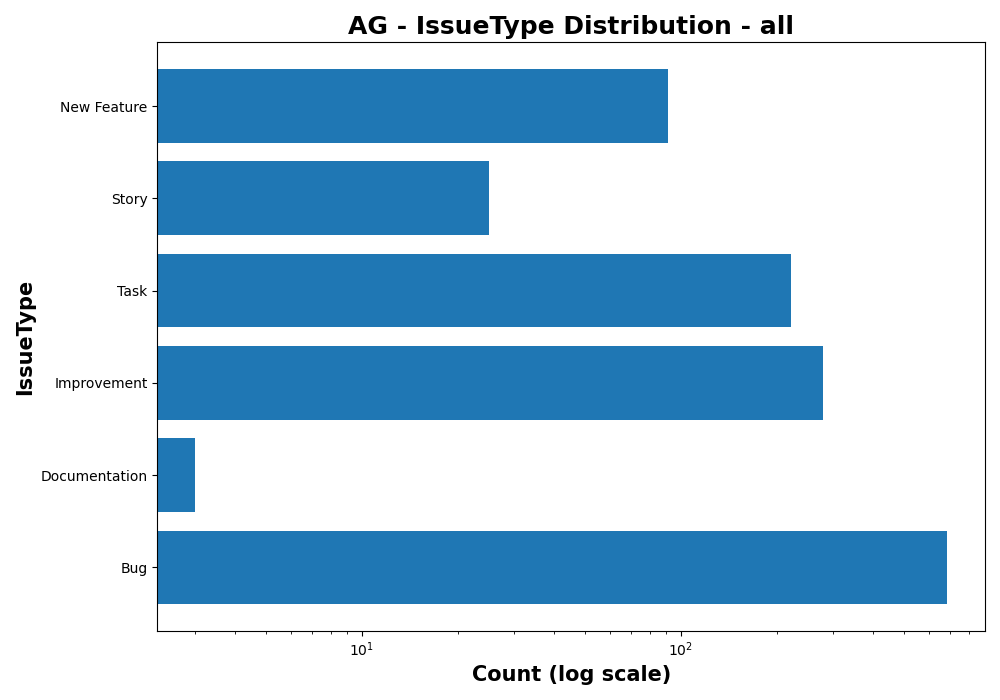 AG - IssueType Distribution - all
New Feature
Story
Task
Improvement
Documentation
Bug
IssueType
10¹
10²
Count (log scale)